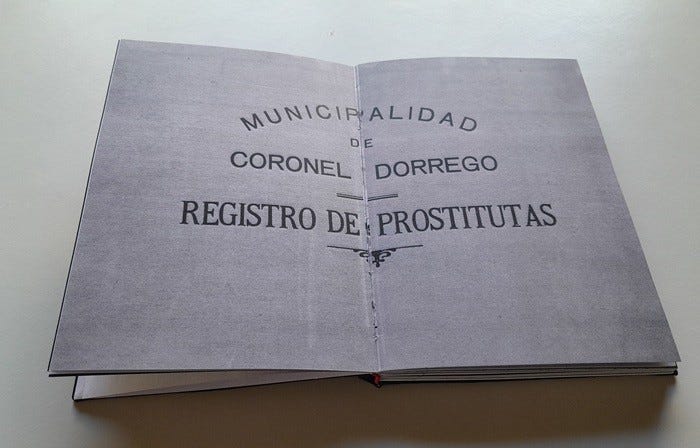 MUNICIPALIDAD
DE
CORONEL DORREGO
REGISTRO DE PROSTITUTAS